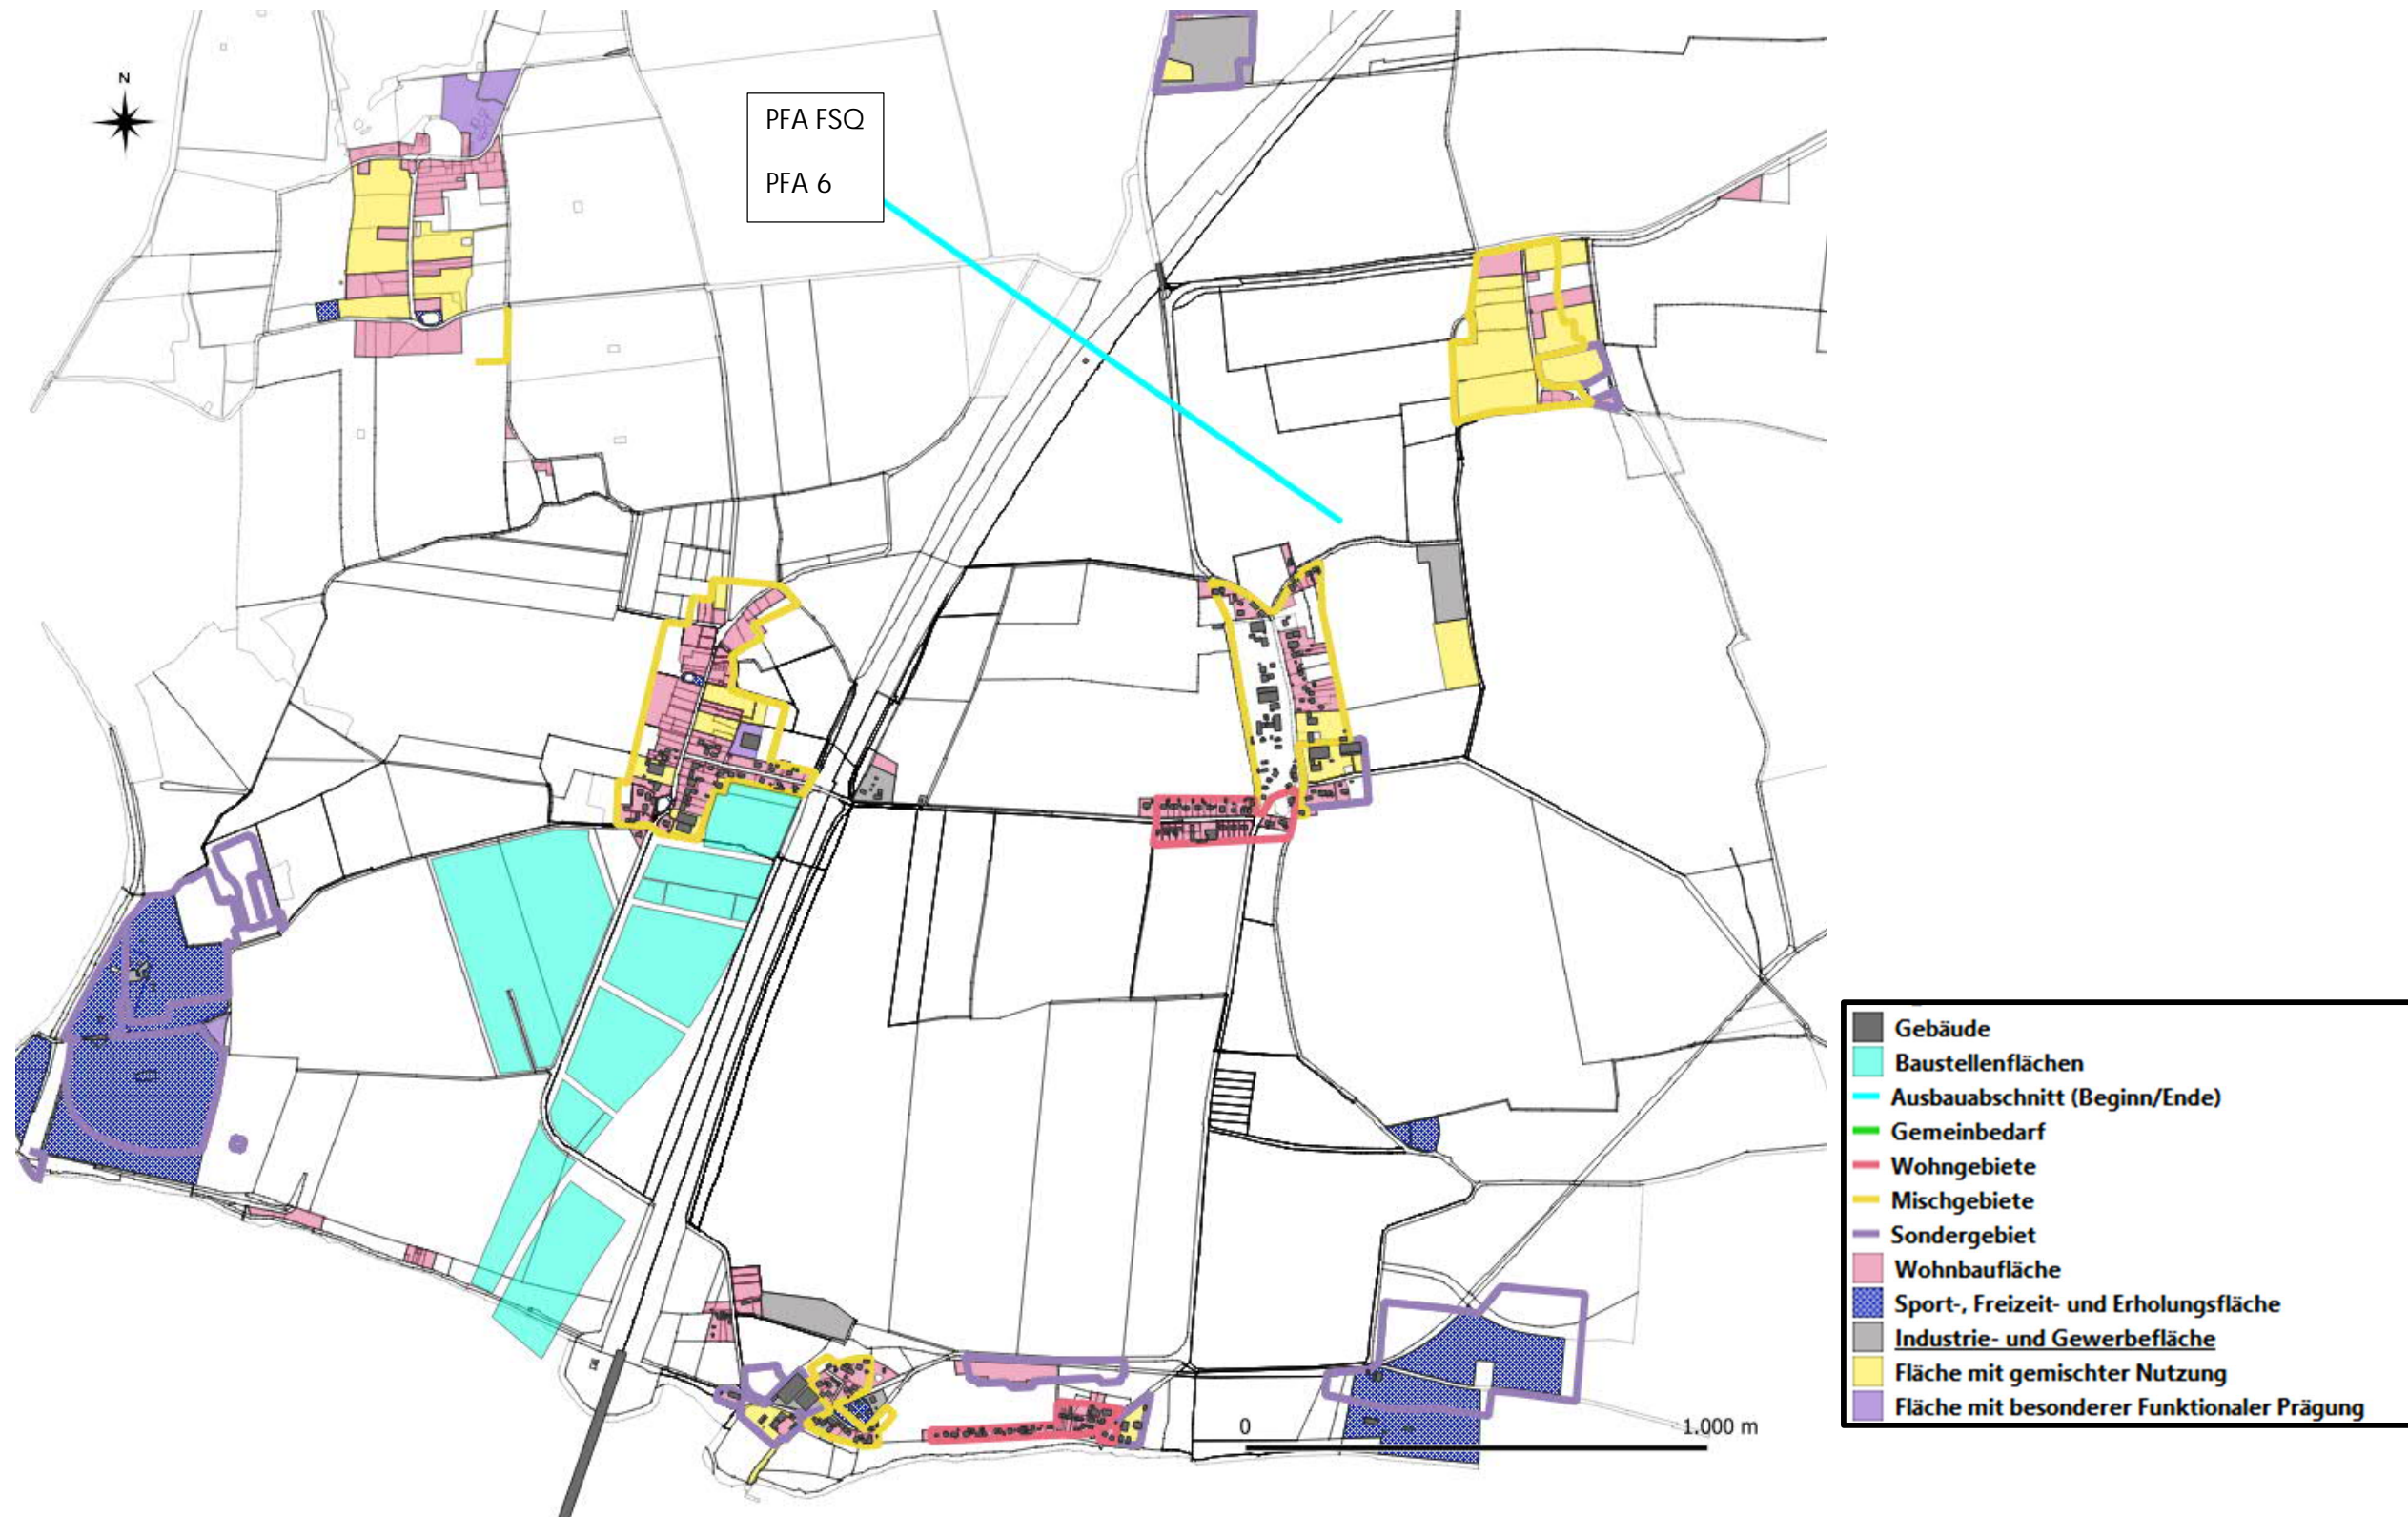 N
PFA FSQ
PFA 6
Gebäude
Baustellenflächen
Ausbauabschnitt (Beginn/Ende)
Gemeinbedarf
Wohngebiete
Mischgebiete
Sondergebiet
Wohnbaufläche
Sport-, Freizeit- und Erholungsfläche
Industrie- und Gewerbefläche
Fläche mit gemischter Nutzung
Fläche mit besonderer Funktionaler Prägung
0 1.000 m